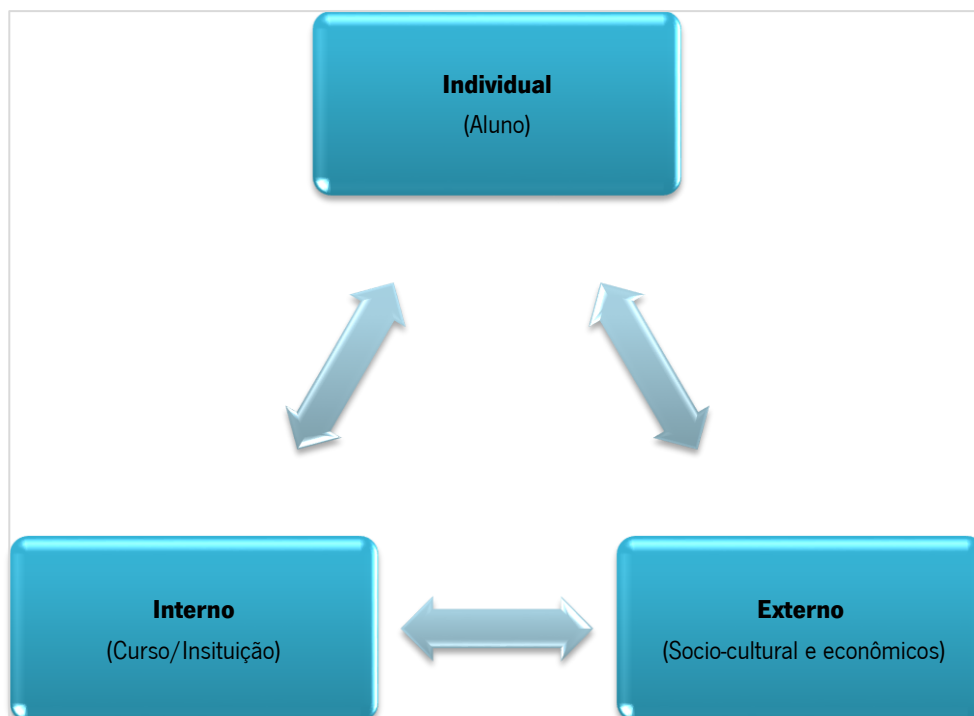 Individual
(Aluno)
Interno
(Curso/Insituição)
Externo
(Socio-cultural e econômicos)